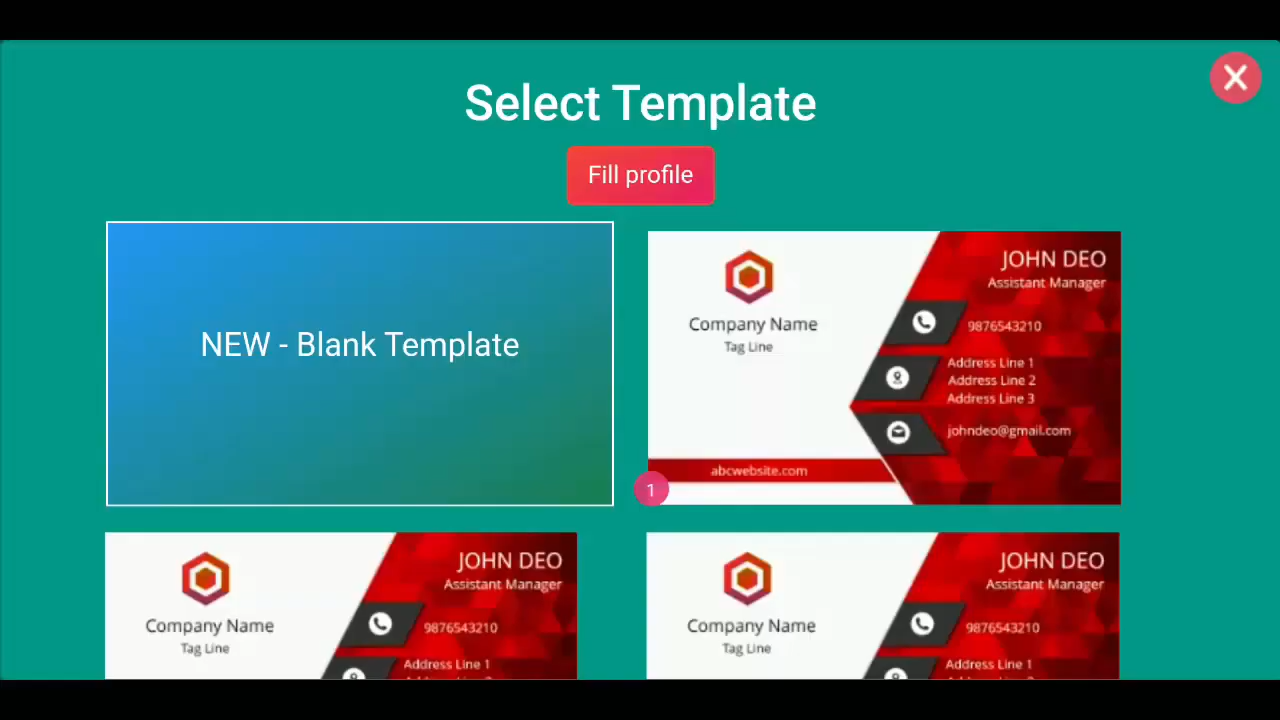 Select Template
Fill profile
NEW - Blank Template
Company Name
Tag Line
abcwebsite.com
JOHN DEO
Assistant Manager
9876543210
Address Line 1
Address Line 2
Address Line 3
johndeo@gmail.com
1
Company Name
Tag Line
JOHN DEO
Assistant Manager
9876543210
Address Line 1
Company Name
Tag Line
JOHN DEO
Assistant Manager
9876543210
Address Line 1